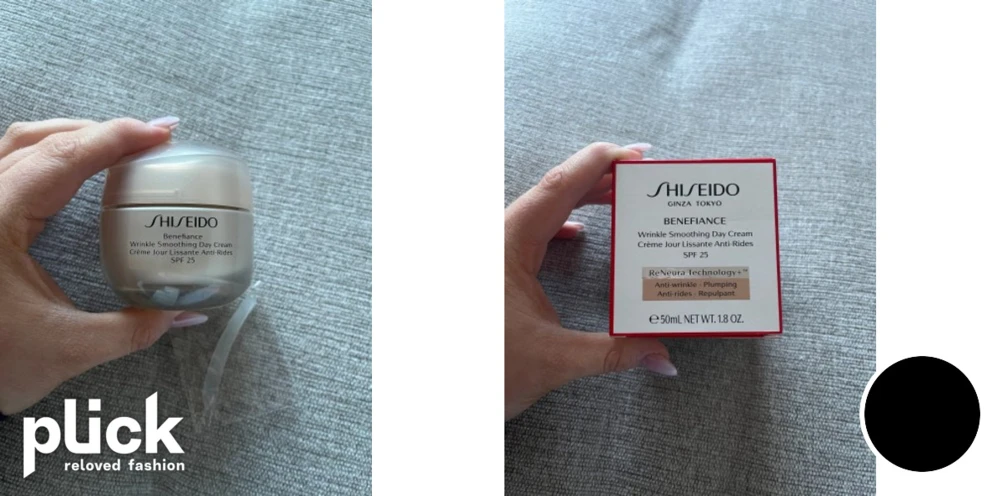 SHISEIDO
Benefiance
Wrinkle Smoothing Day Cream
Crème Jour Lissante Anti-Rides
SPF 25
plick
reloved fashion
SHISEIDO
GINZA TOKYO
BENEFIANCE
Wrinkle Smoothing Day Cream
Crème Jour Lissante Anti-Rides
SPF 25
ReNeura Technology+™
Anti-wrinkle · Plumping
Anti-rides · Repulpant
℮50mL NET WT. 1.8 OZ.